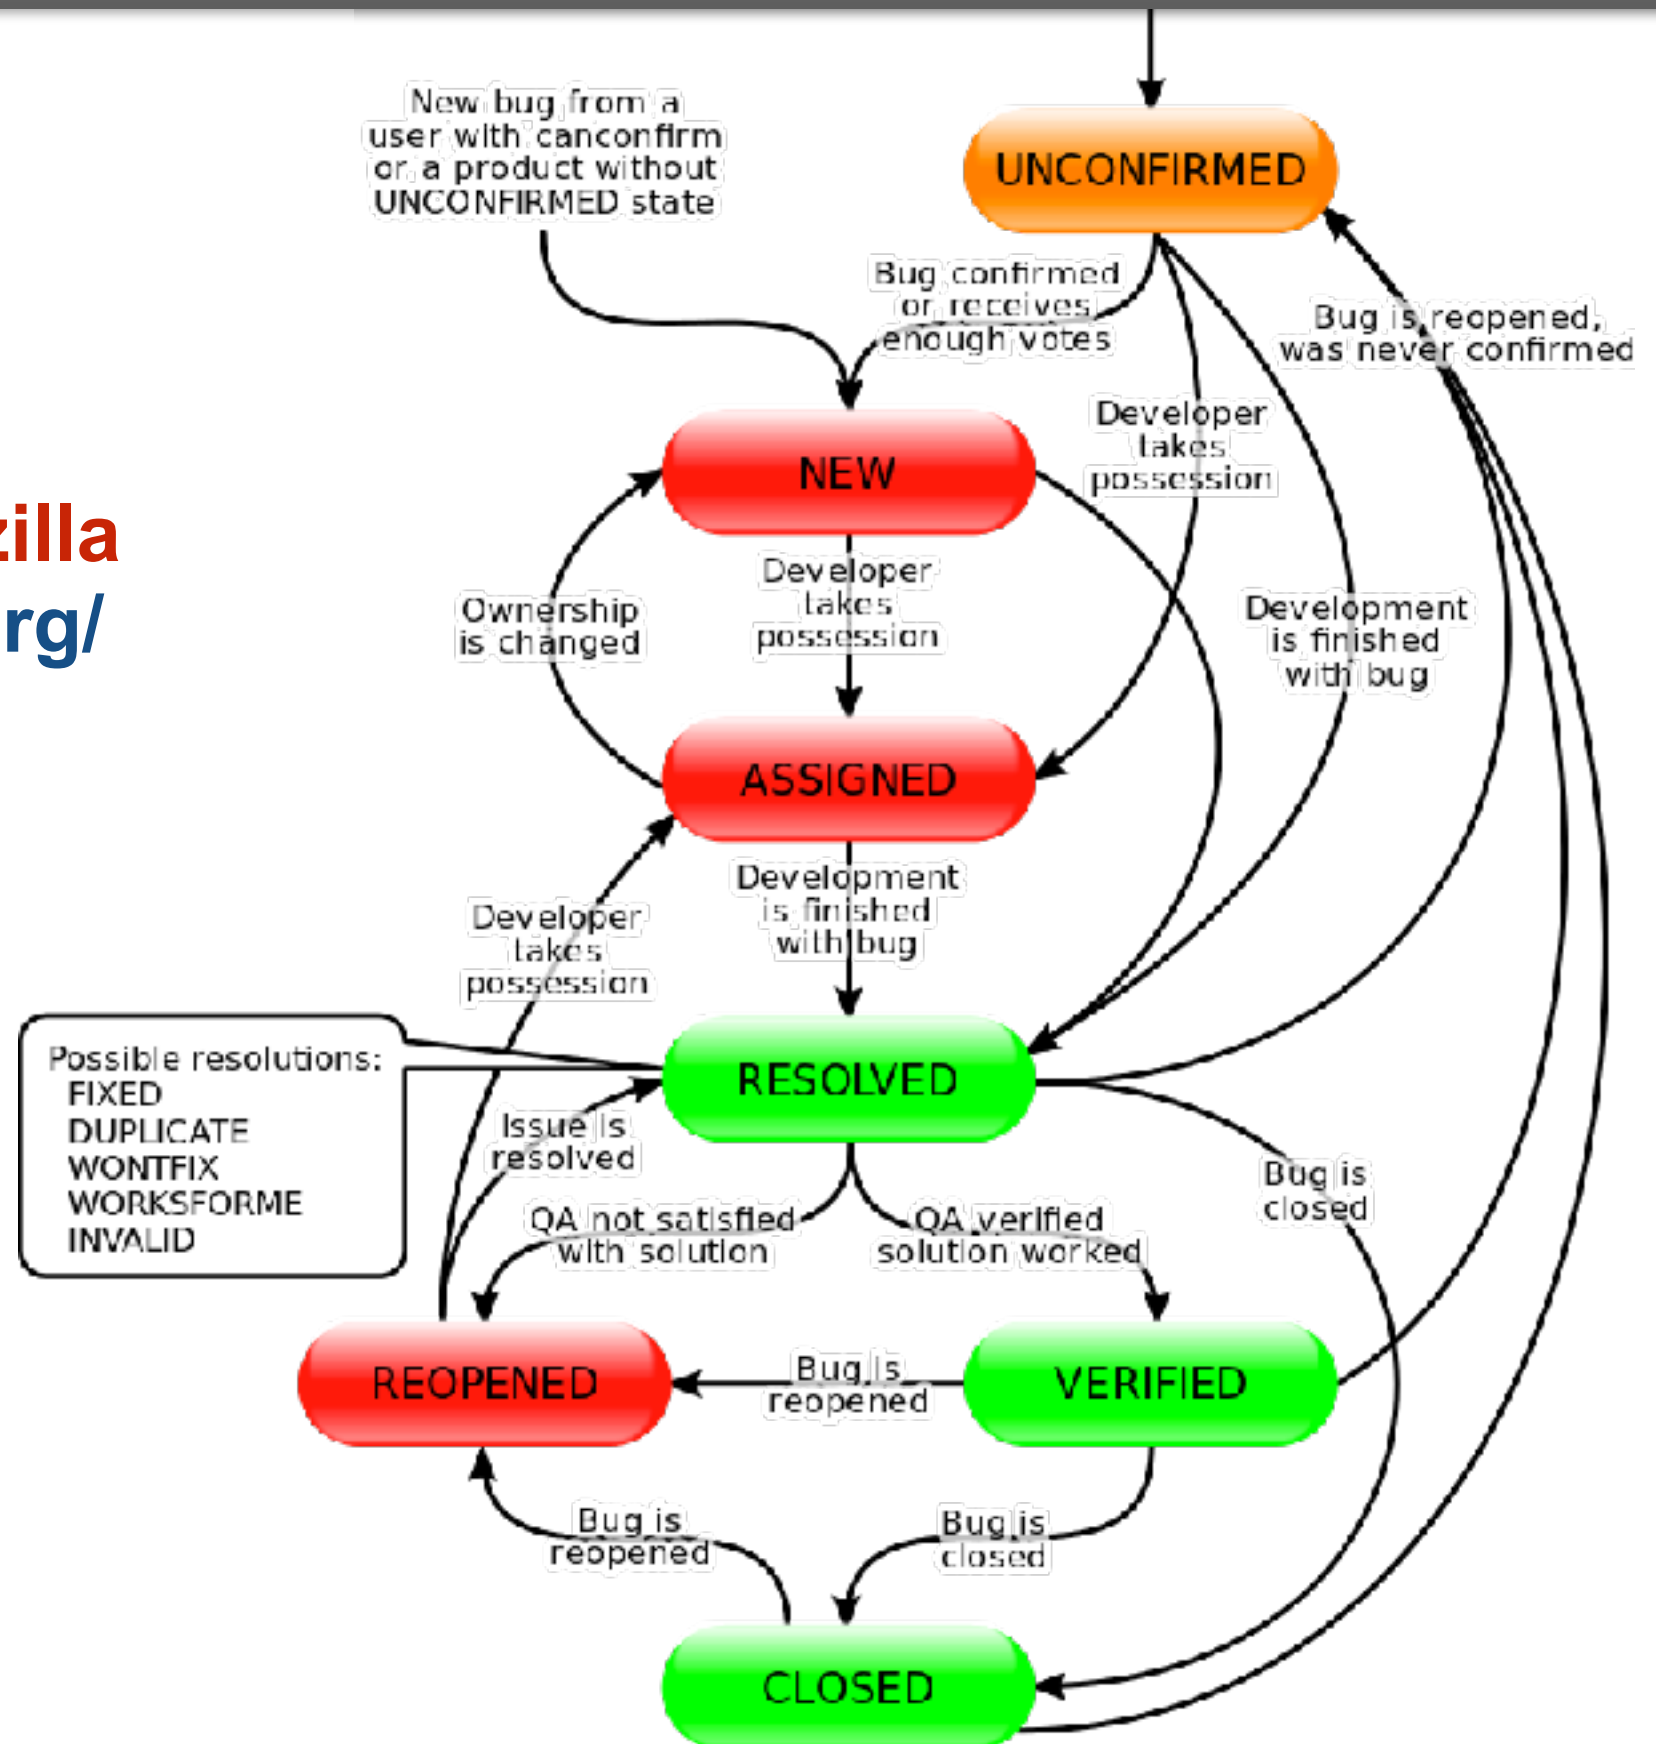 New bug from a
user with canconfirm
or a product without
UNCONFIRMED state
UNCONFIRMED
Bug confirmed
or receives
enough votes
Bug is reopened,
was never confirmed
Developer
takes
possession
NEW
zilla
rg/
Ownership
is changed
Developer
takes
possession
Development
is finished
with bug
ASSIGNED
Developer
takes
possession
Development
is finished
with bug
Possible resolutions:
FIXED
DUPLICATE
WONTFIX
WORKSFORME
INVALID
RESOLVED
Issue is
resolved
QA not satisfied
with solution
QA verified
solution worked
Bug is
closed
REOPENED
Bug is
reopened
VERIFIED
Bug is
reopened
Bug is
closed
CLOSED